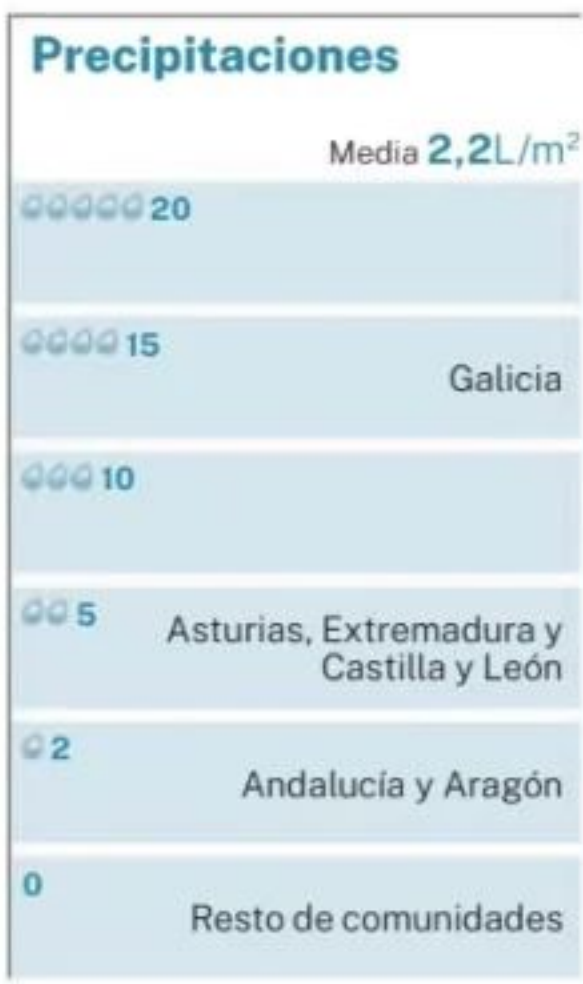 Precipitaciones
Media 2,2L/m²
20
15
Galicia
10
5
Asturias, Extremadura y
Castilla y León
2
Andalucía y Aragón
0
Resto de comunidades